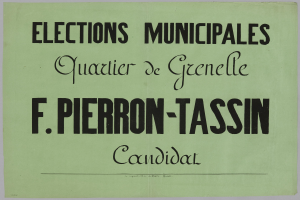 ELECTIONS MUNICIPALES
Quartier de Grenelle
F. PIERRON-TASSIN
Candidat